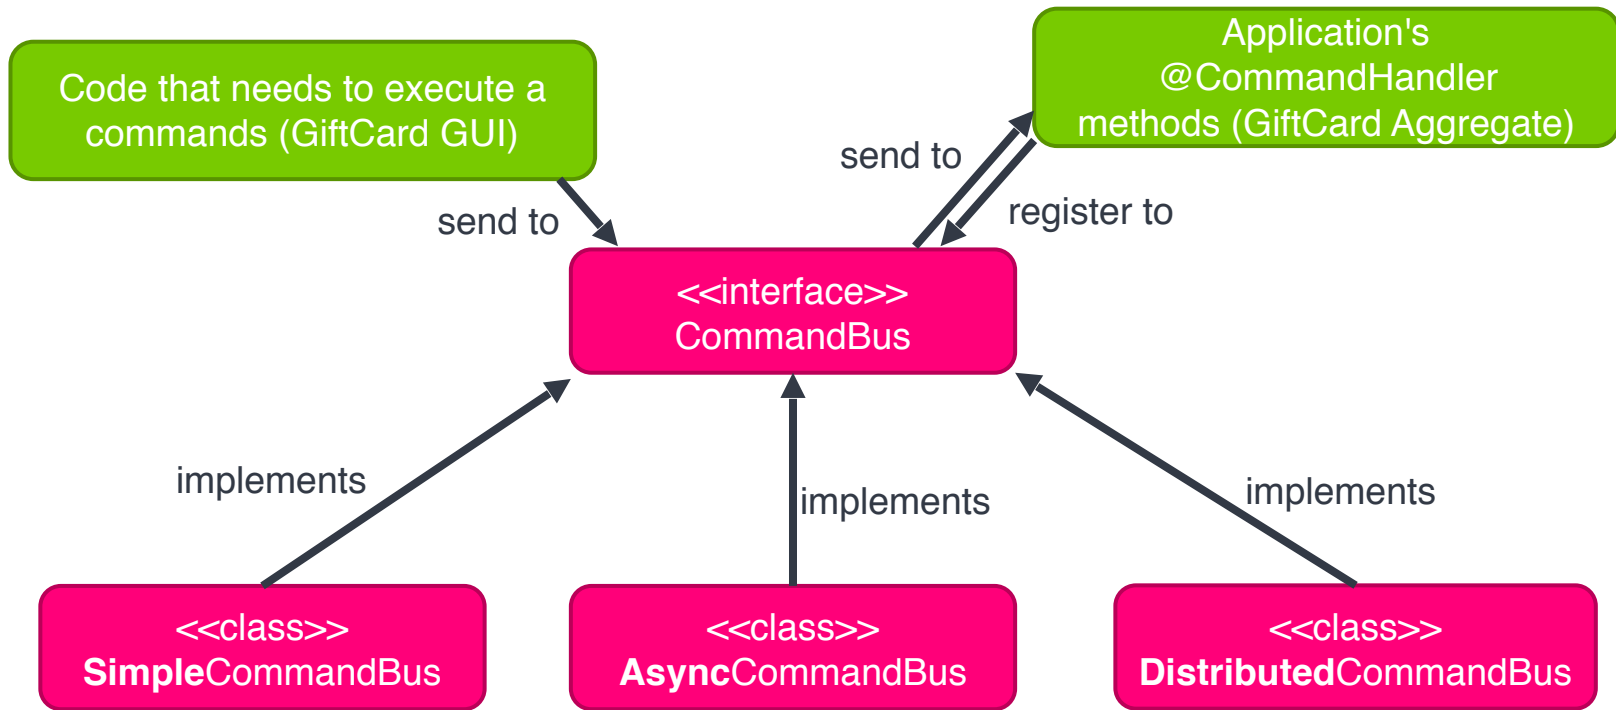 Code that needs to execute a
commands (GiftCard GUI)
Application's
@CommandHandler
methods (GiftCard Aggregate)
send to
send to
register to
<<interface>>
CommandBus
implements
implements
implements
<<class>>
SimpleCommandBus
<<class>>
AsyncCommandBus
<<class>>
DistributedCommandBus